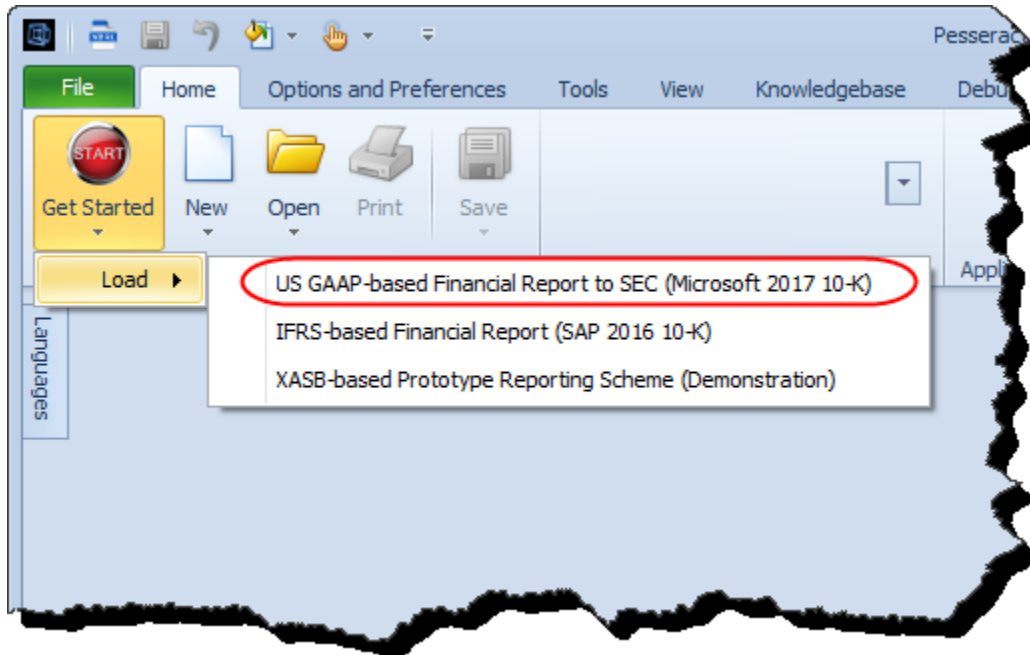 Pesserac
File Home Options and Preferences Tools View Knowledgebase Debu
START
Get Started New Open Print Save
Load
US GAAP-based Financial Report to SEC (Microsoft 2017 10-K)
Appli
IFRS-based Financial Report (SAP 2016 10-K)
XASB-based Prototype Reporting Scheme (Demonstration)
Languages